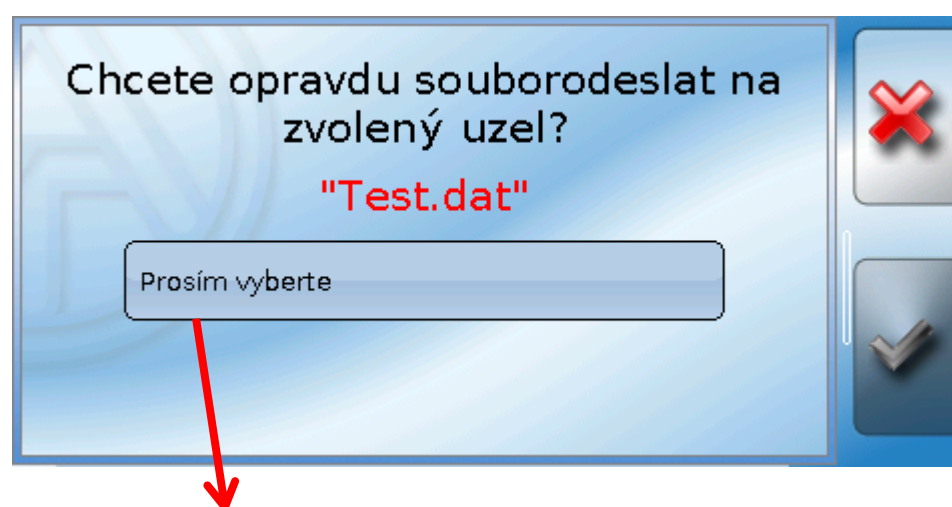 Chcete opravdu souborodeslat na
zvolený uzel?
"Test.dat"
Prosím vyberte